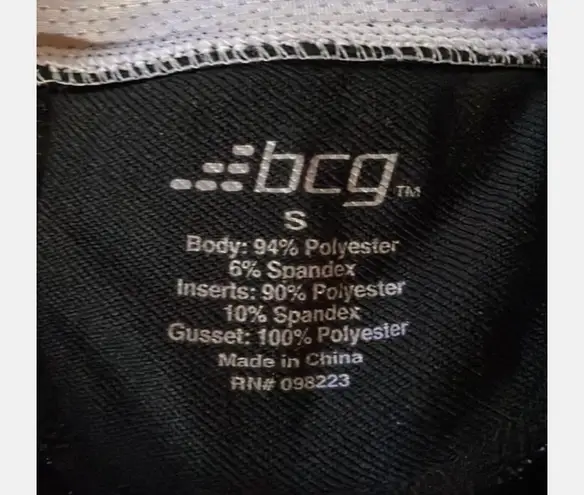 bcg™
S
Body: 94% Polyester
6% Spandex
Inserts: 90% Polyester
10% Spandex
Gusset: 100% Polyester
Made in China
RN# 098223